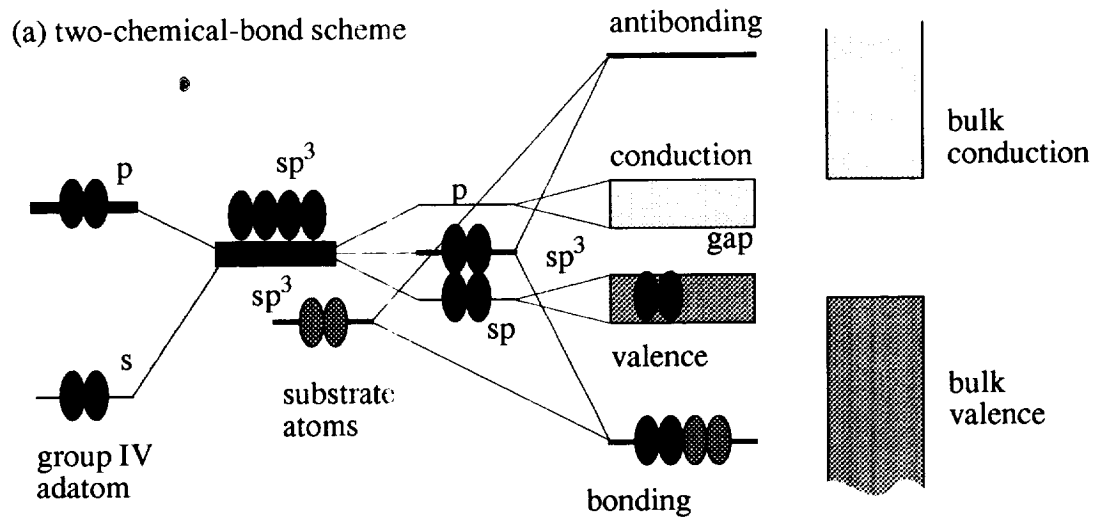 (a) two-chemical-bond scheme
antibonding
bulk
conduction
p
sp3
conduction
p
gap
sp3
sp3
sp
valence
s
substrate
atoms
bulk
valence
group IV
adatom
bonding